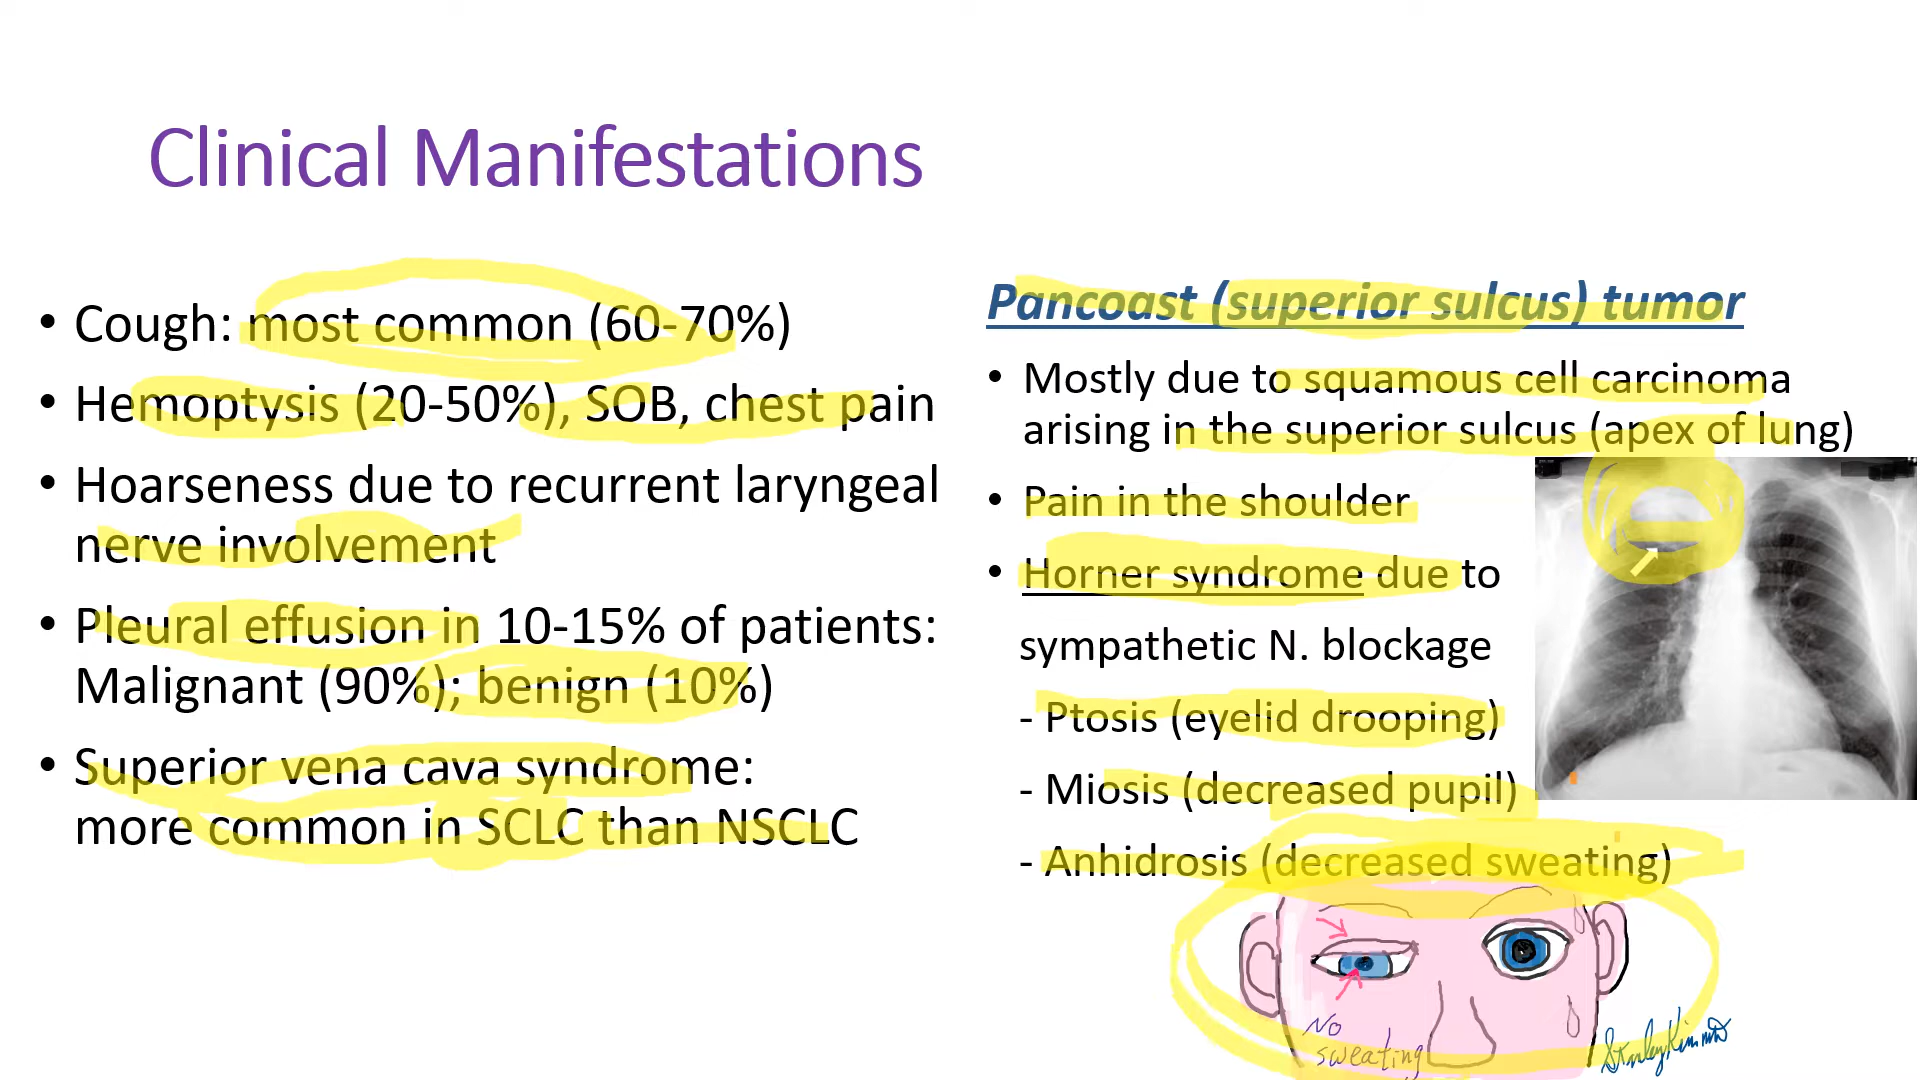 Clinical Manifestations
• Cough: most common (60-70%)
• Hemoptysis (20-50%), SOB, chest pain
• Hoarseness due to recurrent laryngeal
nerve involvement
• Pleural effusion in 10-15% of patients:
Malignant (90%); benign (10%)
• Superior vena cava syndrome:
more common in SCLC than NSCLC
Pancoast (superior sulcus) tumor
• Mostly due to squamous cell carcinoma
arising in the superior sulcus (apex of lung)
• Pain in the shoulder
• Horner syndrome due to
sympathetic N. blockage
- Ptosis (eyelid drooping)
- Miosis (decreased pupil)
- Anhidrosis (decreased sweating)
No
sweating
Stanley Kim MD